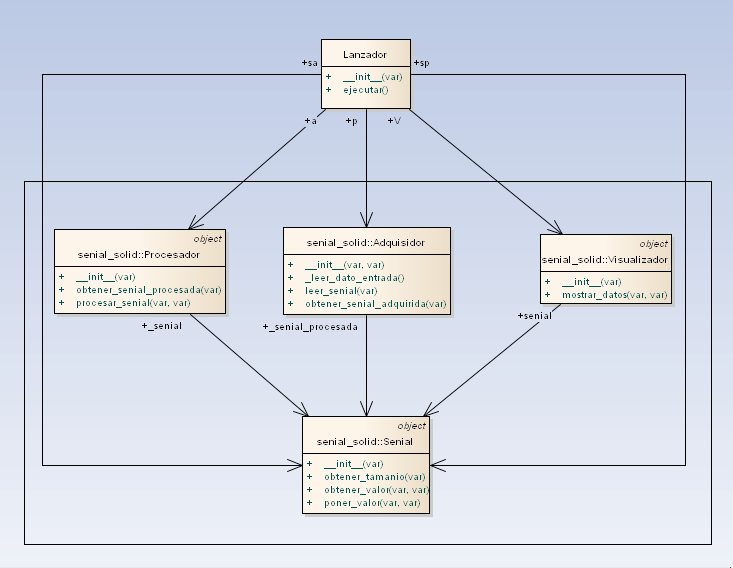 Lanzador
+ __init__(var)
+ ejecutar()
+sa
+sp
+a
+p
+V
object
senial_solid::Procesador
+ __init__(var)
+ obtener_senial_procesada(var)
+ procesar_senial(var, var)
senial_solid::Adquisidor
+ __init__(var, var)
+ _leer_dato_entrada()
+ leer_senial(var)
+ obtener_senial_adquirida(var)
object
senial_solid::Visualizador
+ __init__(var)
+ mostrar_datos(var, var)
+_senial
+_senial_procesada
+senial
object
senial_solid::Senial
+ __init__(var)
+ obtener_tamanio(var)
+ obtener_valor(var, var)
+ poner_valor(var, var)